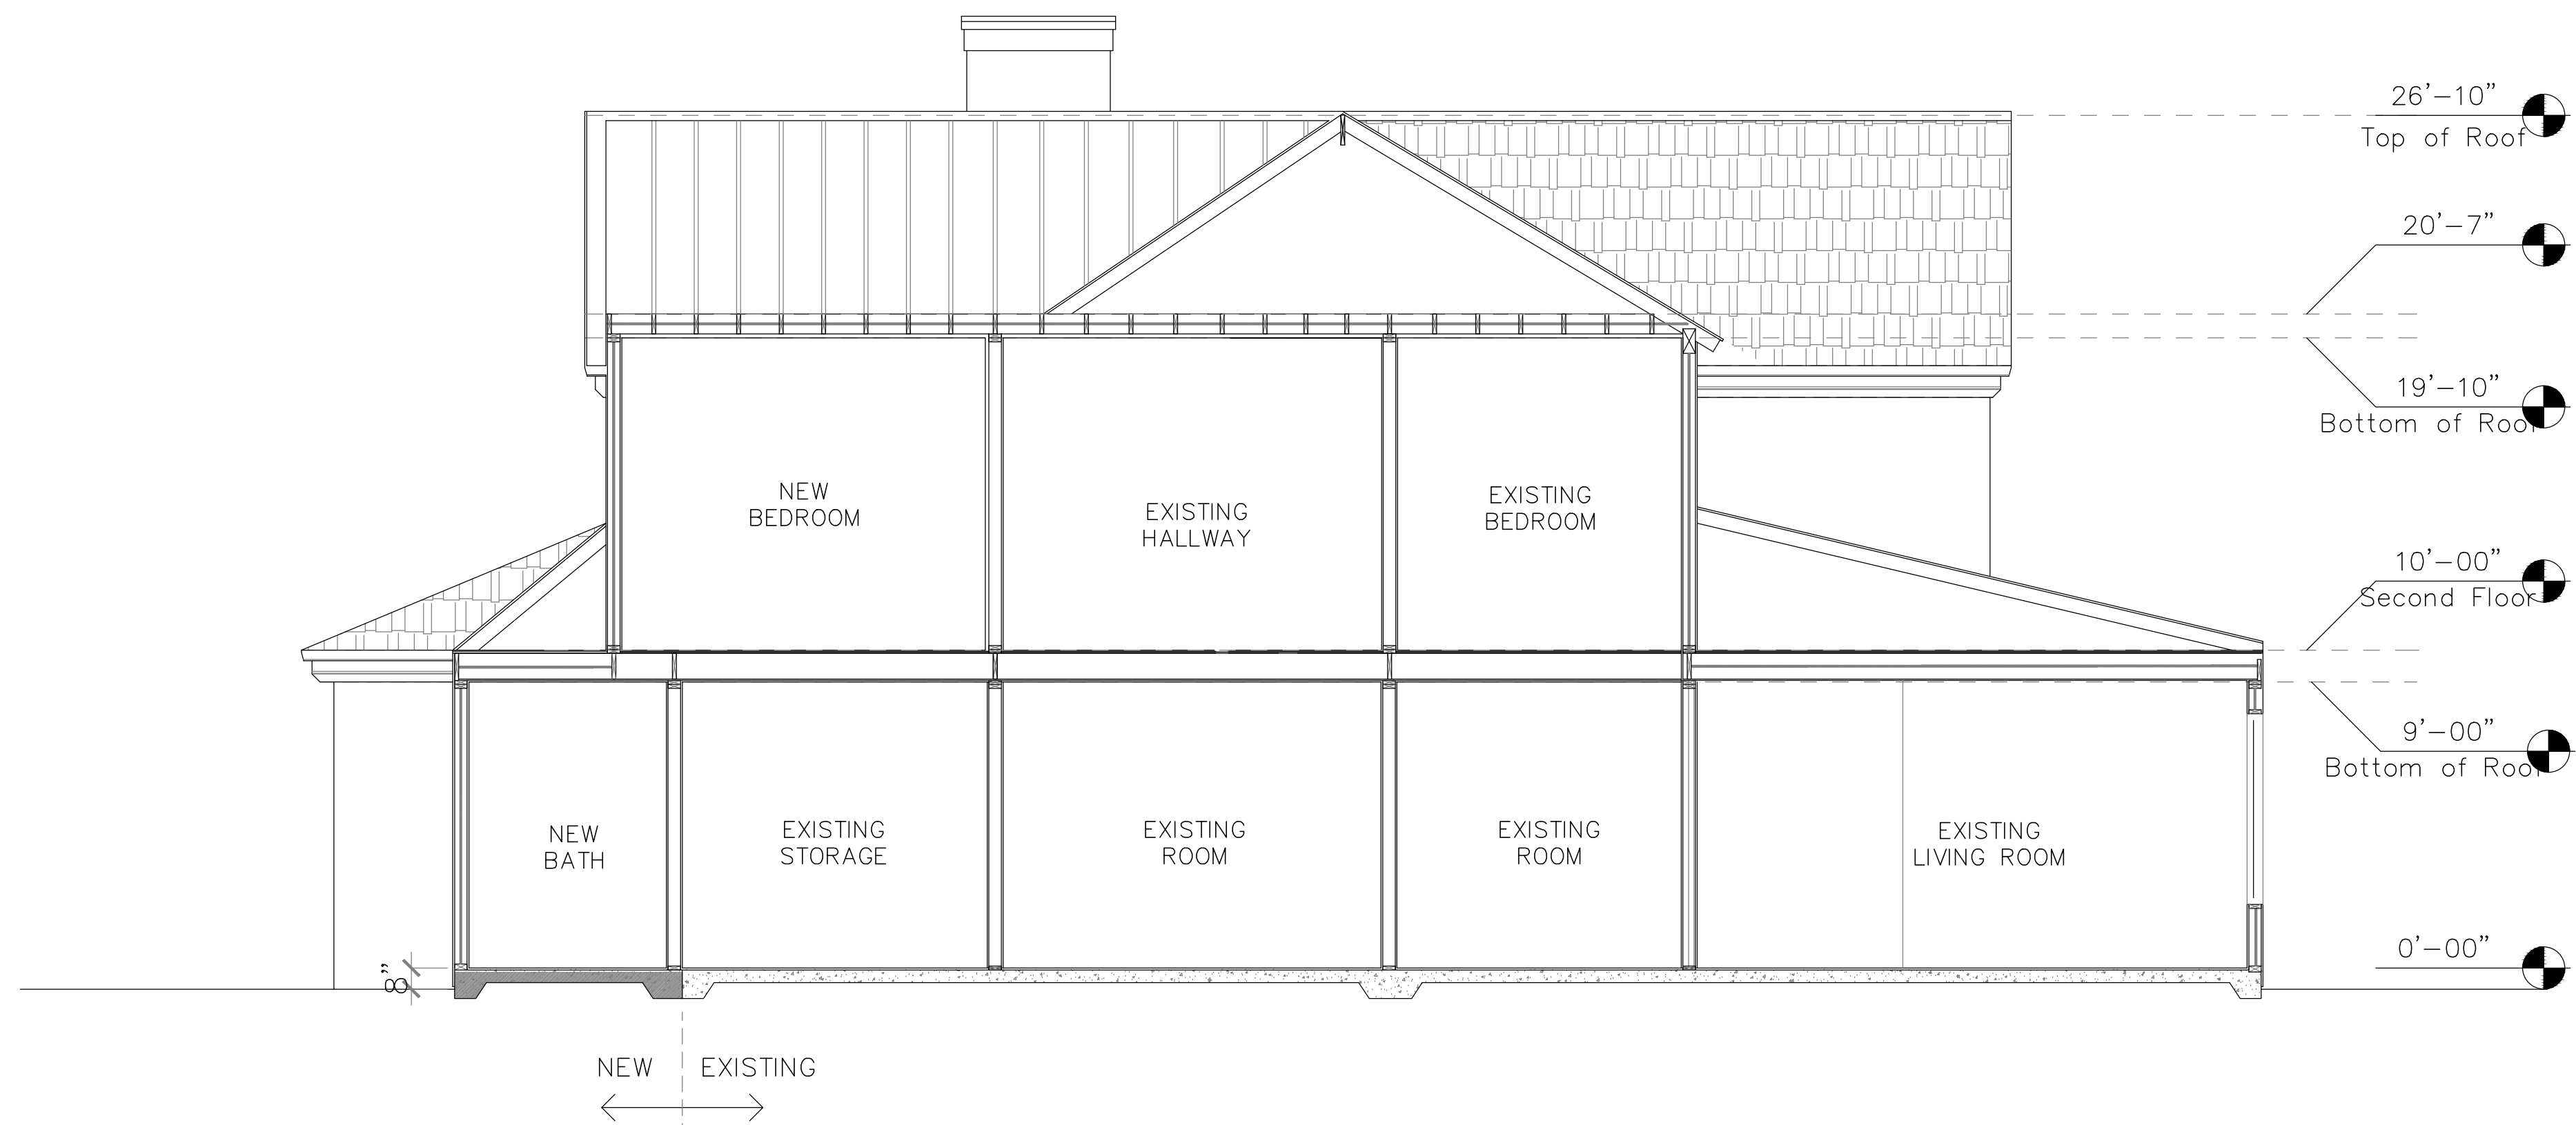 26'-10"
Top of Roof
20'-7"
19'-10"
Bottom of Roof
NEW
BEDROOM
EXISTING
HALLWAY
EXISTING
BEDROOM
10'-00"
Second Floor
9'-00"
Bottom of Roof
NEW
BATH
EXISTING
STORAGE
EXISTING
ROOM
EXISTING
ROOM
EXISTING
LIVING ROOM
0'-00"
8"
NEW
EXISTING